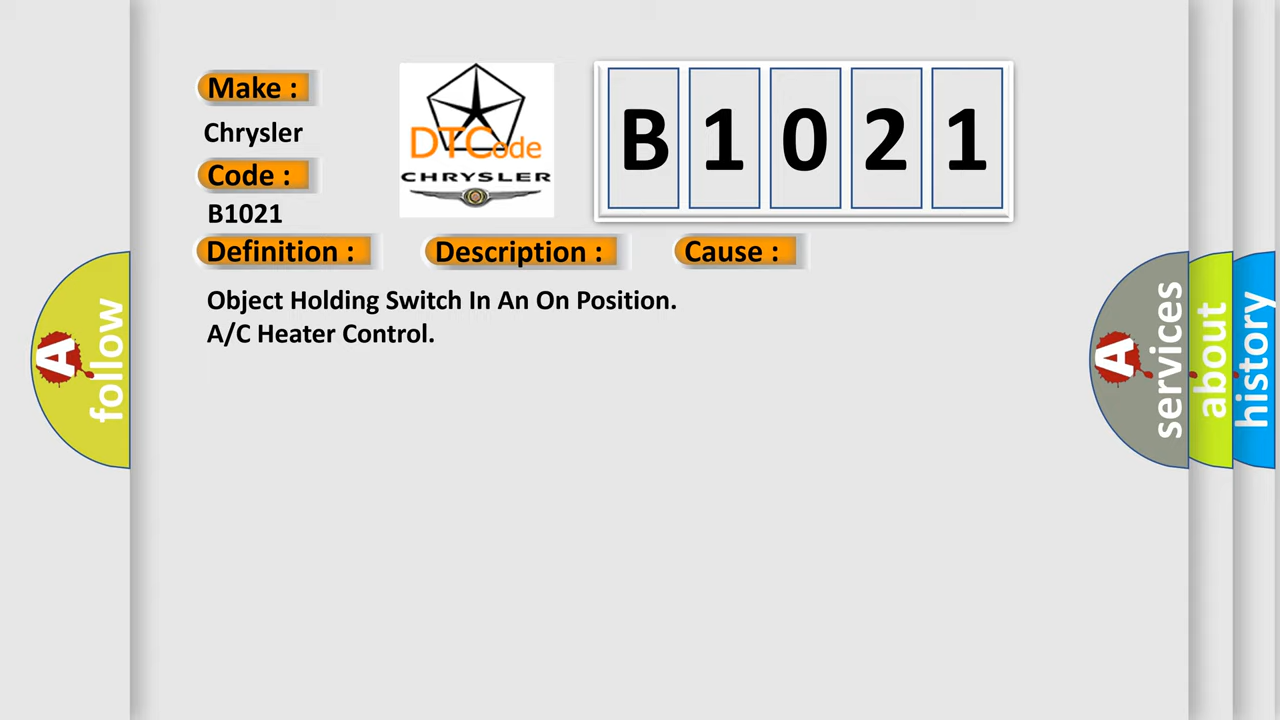 Make :
Chrysler
Code :
B1021
DTCode
CHRYSLER
B 1 0 2 1
Definition :
Description :
Cause :
Object Holding Switch In An On Position.
A/C Heater Control.
A
follow
A
services
about
history